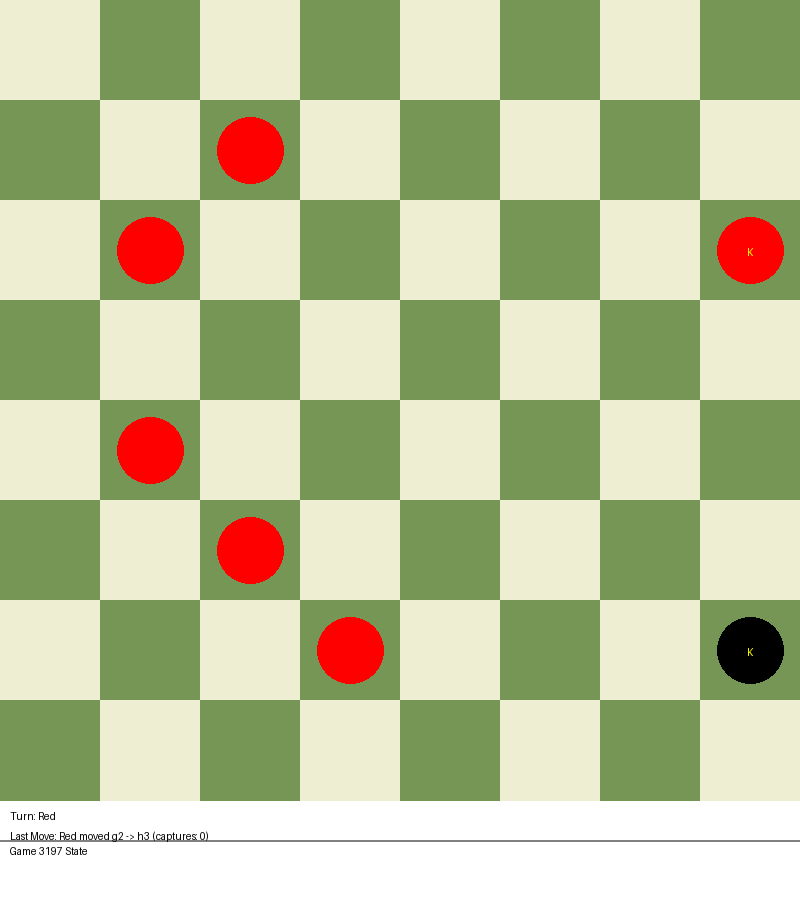 K
K
Turn: Red
Last Move: Red moved g2 -> h3 (captures: 0)
Game 3197 State